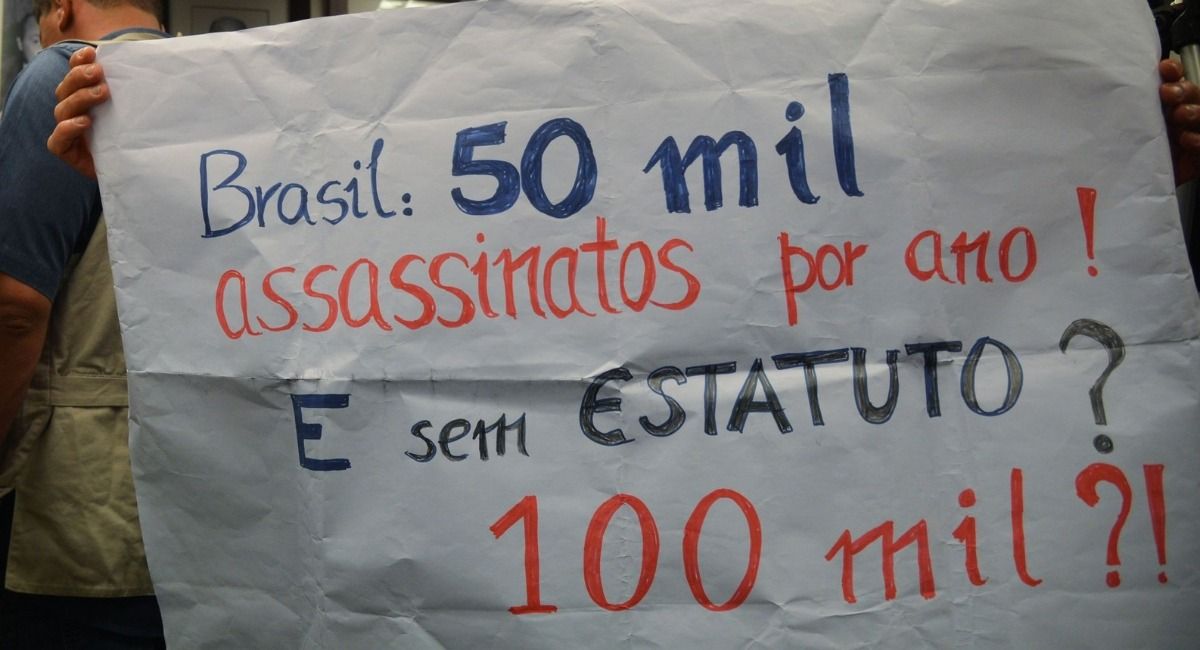 Brasil: 50 mil
assassinatos por ano!
E sem ESTATUTO?
100 mil?!